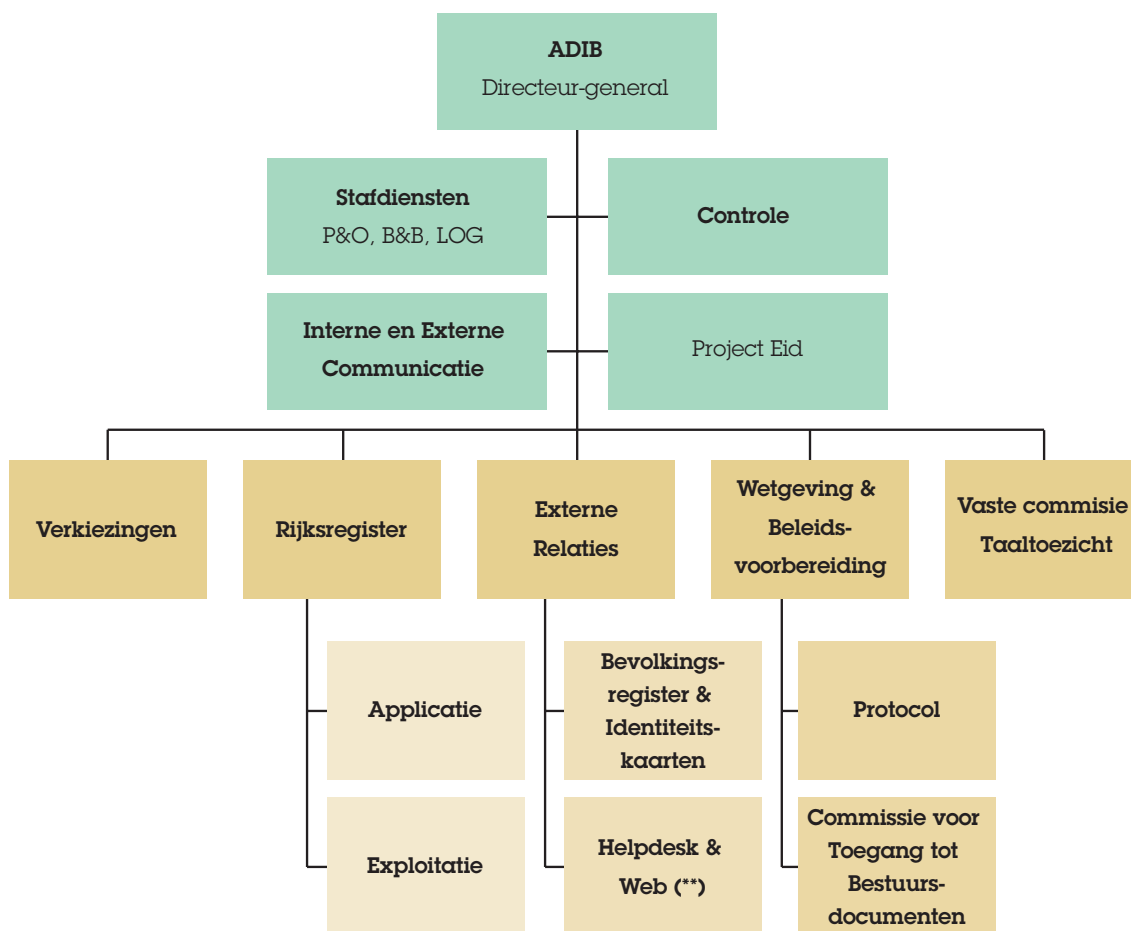 ADIB
Directeur-general
Stafdiensten
P&O, B&B, LOG
Controle
Interne en Externe
Communicatie
Project Eid
Verkiezingen
Rijksregister
Externe
Relaties
Wetgeving &
Beleids-
voorbereiding
Vaste commisie
Taaltoezicht
Applicatie
Bevolkings-
register &
Identiteits-
kaarten
Protocol
Exploitatie
Helpdesk &
Web (**)
Commissie voor
Toegang tot
Bestuurs-
documenten